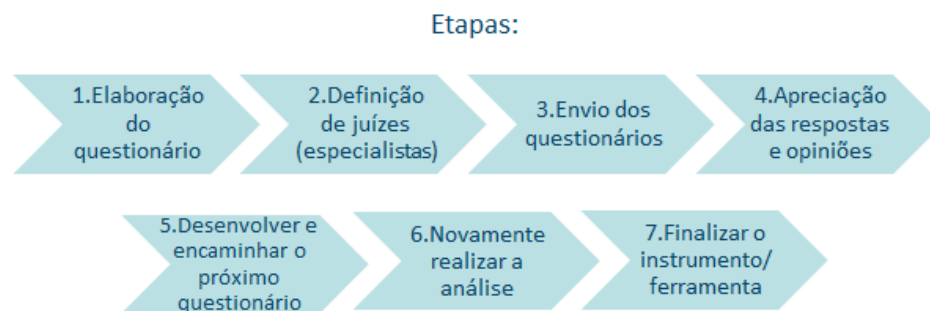 Etapas:
1.Elaboração
do
questionário
2.Definição
de juízes
(especialistas)
3.Envio dos
questionários
4.Apreciação
das respostas
e opiniões
5.Desenvolver e
encaminhar o
próximo
questionário
6.Novamente
realizar a
análise
7.Finalizar o
instrumento/
ferramenta